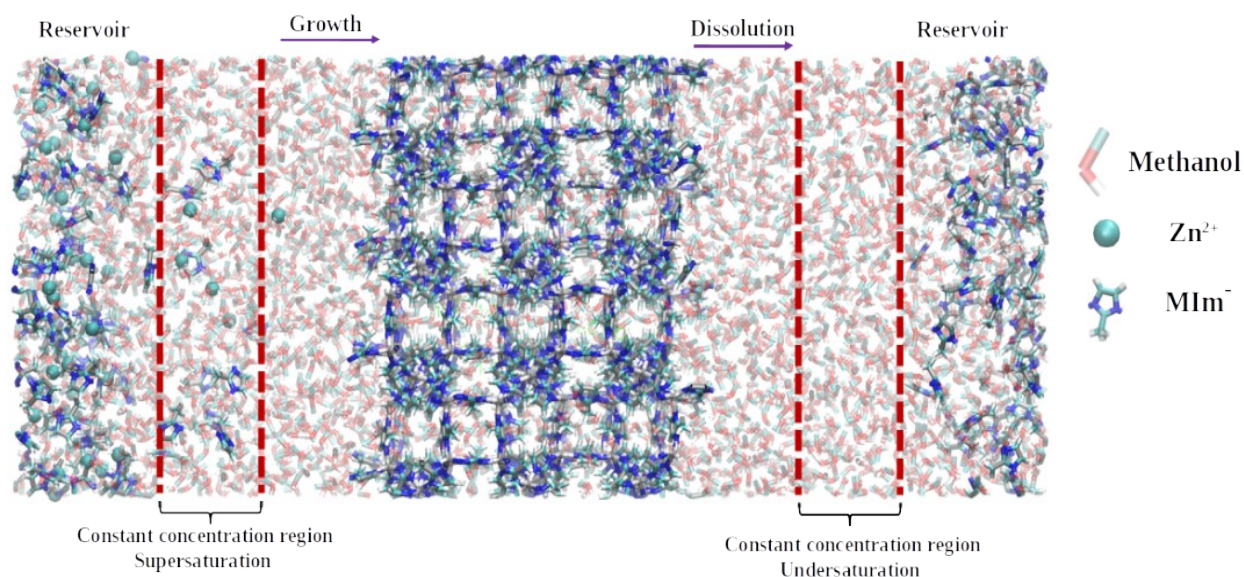 Reservoir
Growth
Dissolution
Reservoir
Methanol
Zn²⁺
MIm⁻
Constant concentration region
Supersaturation
Constant concentration region
Undersaturation